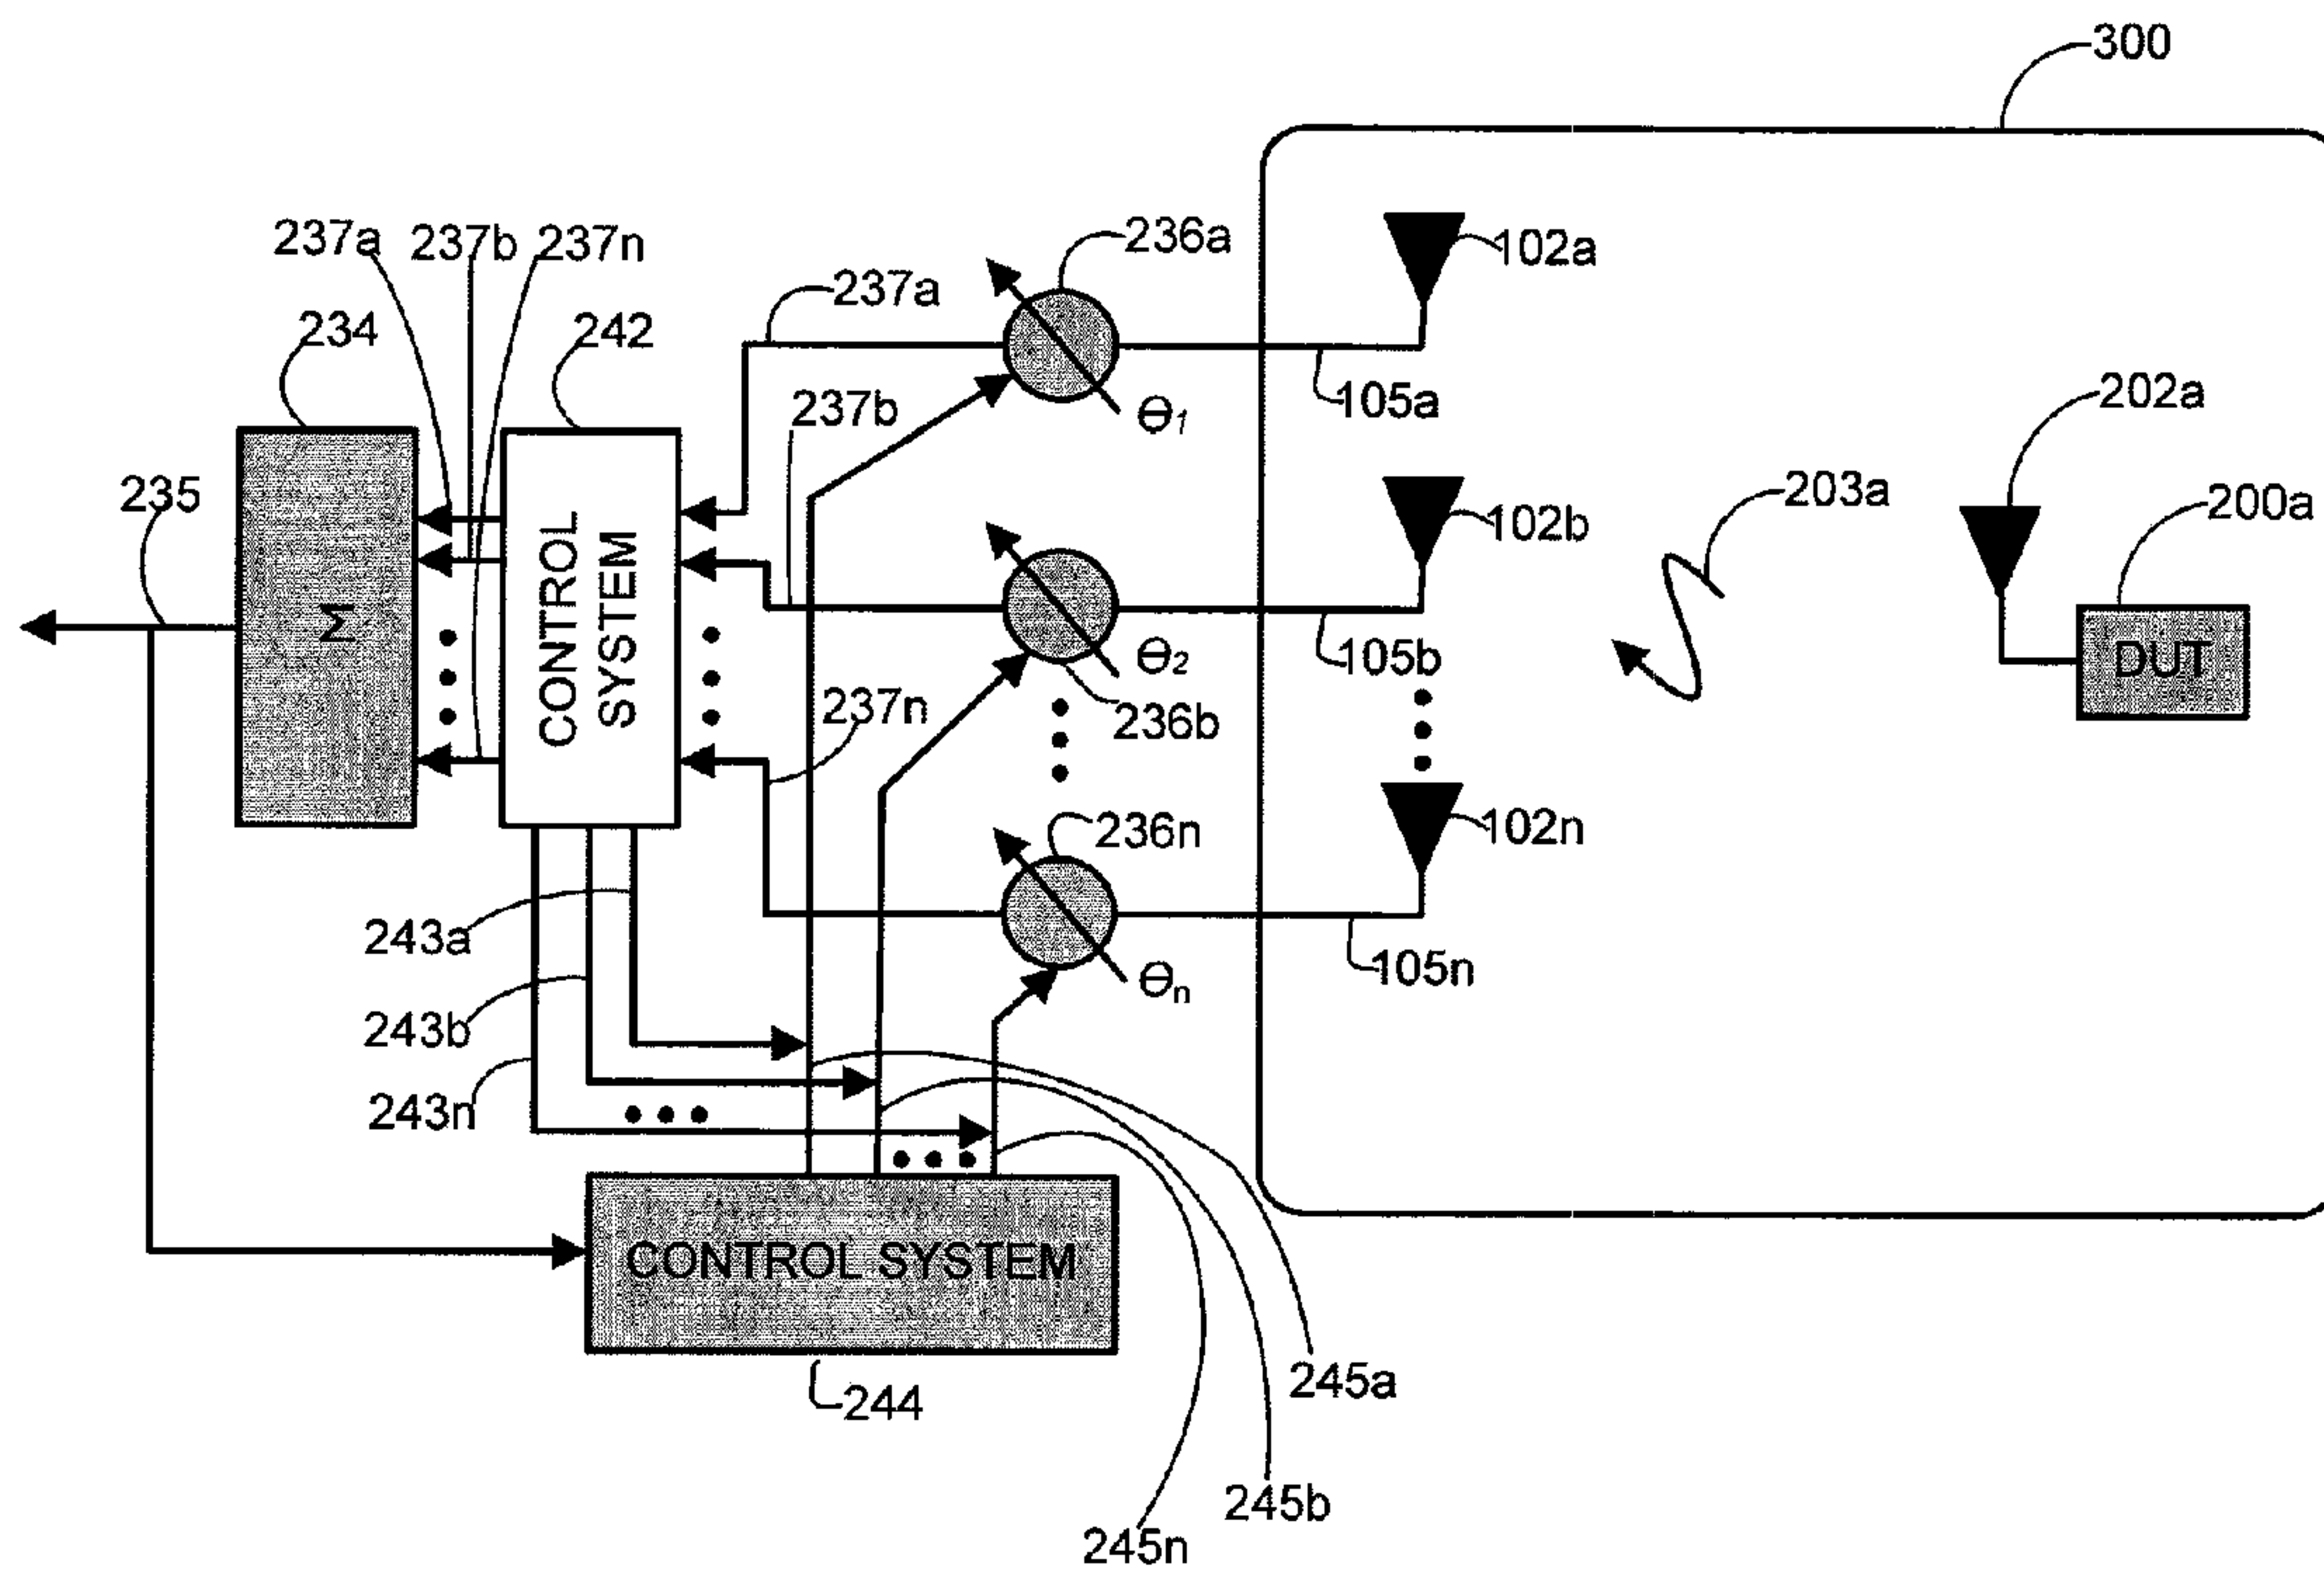 300
237a 237b 237n
236a
102a
237a
234
242
105a
θ1
202a
237b
235
203a
200a
102b
CONTROL
SYSTEM
Σ
θ2
105b
DUT
237n
236b
236n
102n
243a
θn
105n
243b
243n
CONTROL SYSTEM
245a
244
245b
245n